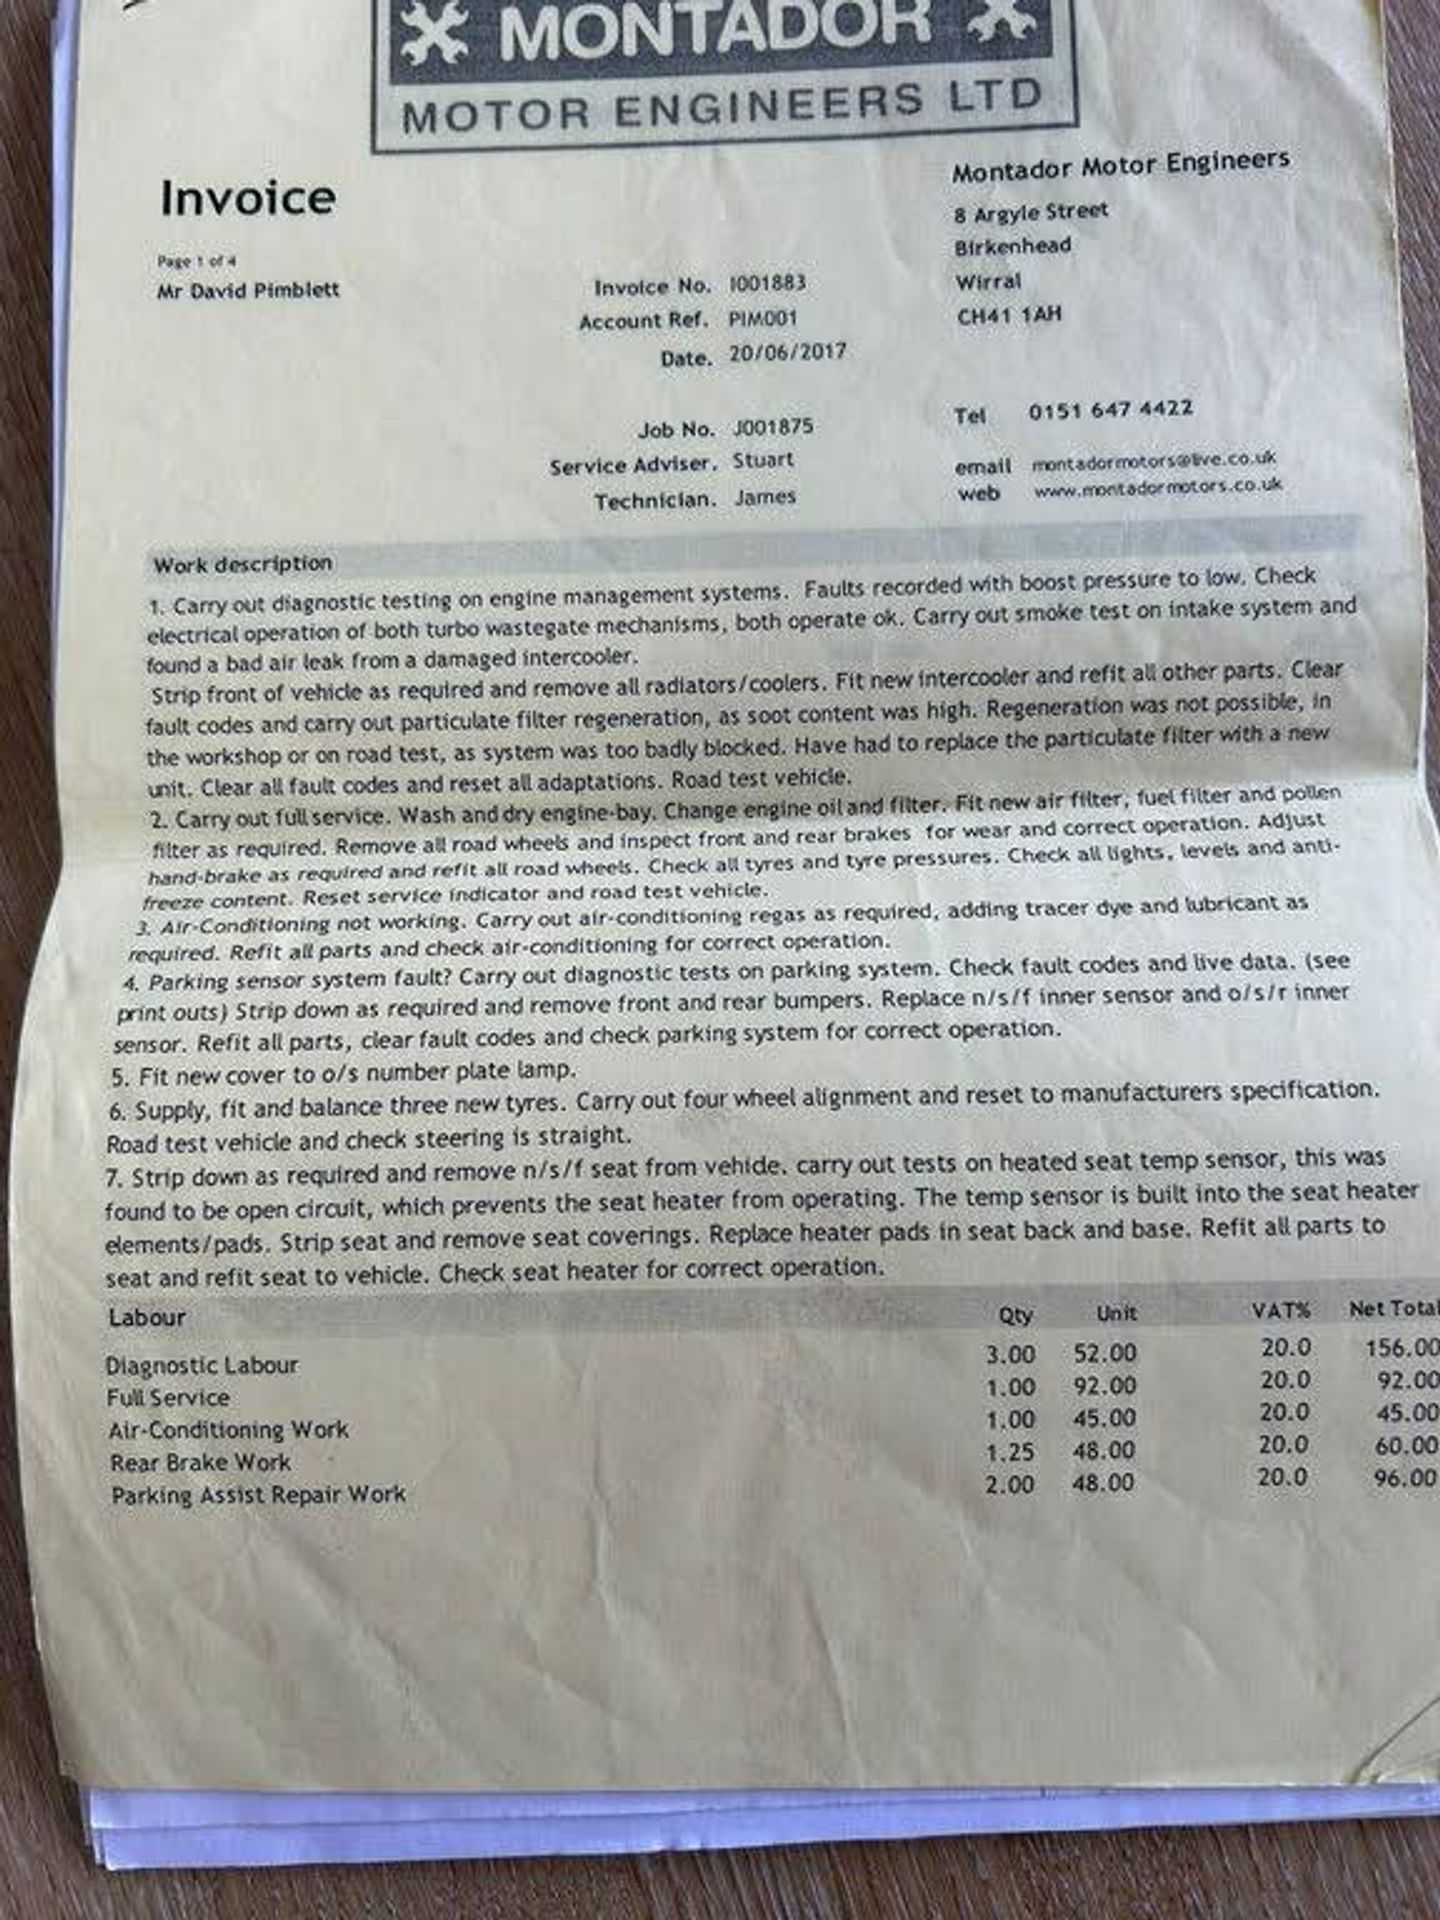 MONTADOR
MOTOR ENGINEERS LTD
Invoice
Page 1 of 4
Mr David Pimblett
Invoice No. I001883
Account Ref. PIM001
Date. 20/06/2017
Job No. J001875
Service Adviser. Stuart
Technician. James
Montador Motor Engineers
8 Argyle Street
Birkenhead
Wirral
CH41 1AH
Tel 0151 647 4422
email montadormotors@live.co.uk
web www.montadormotors.co.uk
Work description
1. Carry out diagnostic testing on engine management systems. Faults recorded with boost pressure to low. Check
electrical operation of both turbo wastegate mechanisms, both operate ok. Carry out smoke test on intake system and
found a bad air leak from a damaged intercooler.
Strip front of vehicle as required and remove all radiators/coolers. Fit new intercooler and refit all other parts. Clear
fault codes and carry out particulate filter regeneration, as soot content was high. Regeneration was not possible, in
the workshop or on road test, as system was too badly blocked. Have had to replace the particulate filter with a new
unit. Clear all fault codes and reset all adaptations. Road test vehicle.
2. Carry out full service. Wash and dry engine-bay. Change engine oil and filter. Fit new air filter, fuel filter and pollen
filter as required. Remove all road wheels and inspect front and rear brakes for wear and correct operation. Adjust
hand-brake as required and refit all road wheels. Check all tyres and tyre pressures. Check all lights, levels and anti-
freeze content. Reset service indicator and road test vehicle.
3. Air-Conditioning not working. Carry out air-conditioning regas as required, adding tracer dye and lubricant as
required. Refit all parts and check air-conditioning for correct operation.
4. Parking sensor system fault? Carry out diagnostic tests on parking system. Check fault codes and live data. (see
print outs) Strip down as required and remove front and rear bumpers. Replace n/s/f inner sensor and o/s/r inner
sensor. Refit all parts, clear fault codes and check parking system for correct operation.
5. Fit new cover to o/s number plate lamp.
6. Supply, fit and balance three new tyres. Carry out four wheel alignment and reset to manufacturers specification.
Road test vehicle and check steering is straight.
7. Strip down as required and remove n/s/f seat from vehicle. carry out tests on heated seat temp sensor, this was
found to be open circuit, which prevents the seat heater from operating. The temp sensor is built into the seat heater
elements/pads. Strip seat and remove seat coverings. Replace heater pads in seat back and base. Refit all parts to
seat and refit seat to vehicle. Check seat heater for correct operation.
Labour Qty Unit VAT% Net Total
Diagnostic Labour 3.00 52.00 20.0 156.00
Full Service 1.00 92.00 20.0 92.00
Air-Conditioning Work 1.00 45.00 20.0 45.00
Rear Brake Work 1.25 48.00 20.0 60.00
Parking Assist Repair Work 2.00 48.00 20.0 96.00